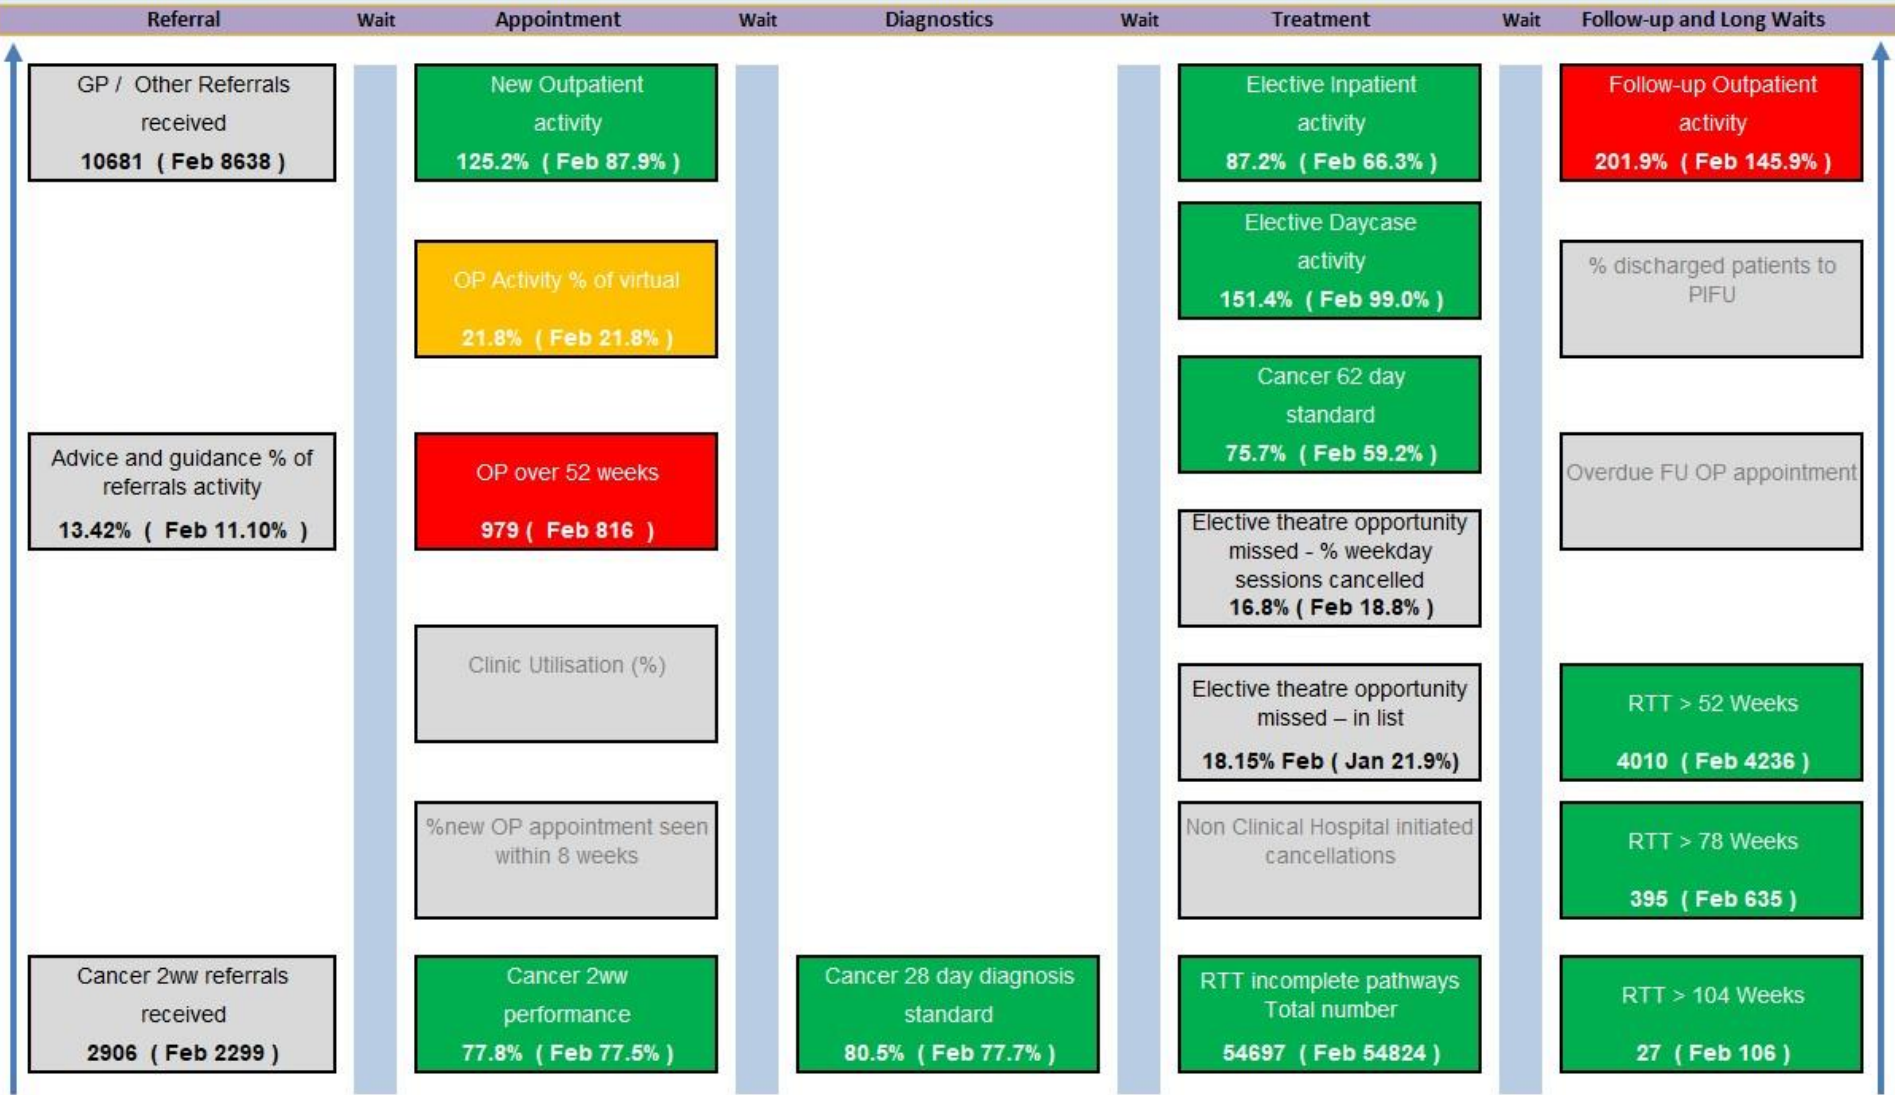 Referral Wait Appointment Wait Diagnostics Wait Treatment Wait Follow-up and Long Waits
GP / Other Referrals
received
10681 ( Feb 8638 )
Advice and guidance % of
referrals activity
13.42% ( Feb 11.10% )
Cancer 2ww referrals
received
2906 ( Feb 2299 )
New Outpatient
activity
125.2% ( Feb 87.9% )
OP Activity % of virtual
21.8% ( Feb 21.8% )
OP over 52 weeks
979 ( Feb 816 )
Clinic Utilisation (%)
%new OP appointment seen
within 8 weeks
Cancer 2ww
performance
77.8% ( Feb 77.5% )
Cancer 28 day diagnosis
standard
80.5% ( Feb 77.7% )
Elective Inpatient
activity
87.2% ( Feb 66.3% )
Elective Daycase
activity
151.4% ( Feb 99.0% )
Cancer 62 day
standard
75.7% ( Feb 59.2% )
Elective theatre opportunity
missed - % weekday
sessions cancelled
16.8% ( Feb 18.8% )
Elective theatre opportunity
missed – in list
18.15% Feb ( Jan 21.9%)
Non Clinical Hospital initiated
cancellations
RTT incomplete pathways
Total number
54697 ( Feb 54824 )
Follow-up Outpatient
activity
201.9% ( Feb 145.9% )
% discharged patients to
PIFU
Overdue FU OP appointment
RTT > 52 Weeks
4010 ( Feb 4236 )
RTT > 78 Weeks
395 ( Feb 635 )
RTT > 104 Weeks
27 ( Feb 106 )